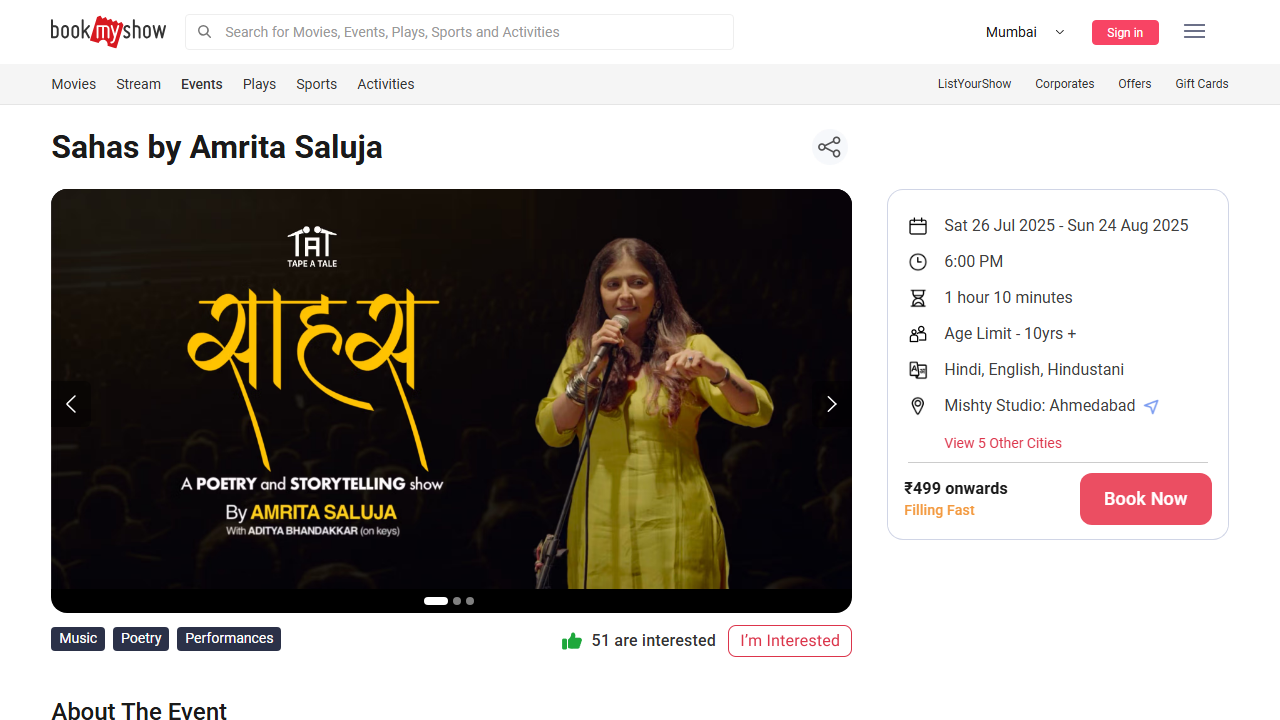 book my show
Search for Movies, Events, Plays, Sports and Activities
Mumbai
Sign in
Movies Stream Events Plays Sports Activities
ListYourShow Corporates Offers Gift Cards
Sahas by Amrita Saluja
TAT
TAPE A TALE
साहस
A POETRY and STORYTELLING show
By AMRITA SALUJA
With ADITYA BHANDAKKAR (on keys)
Music Poetry Performances
51 are interested
I'm Interested
Sat 26 Jul 2025 - Sun 24 Aug 2025
6:00 PM
1 hour 10 minutes
Age Limit - 10yrs +
Hindi, English, Hindustani
Mishty Studio: Ahmedabad
View 5 Other Cities
₹499 onwards
Filling Fast
Book Now
About The Event